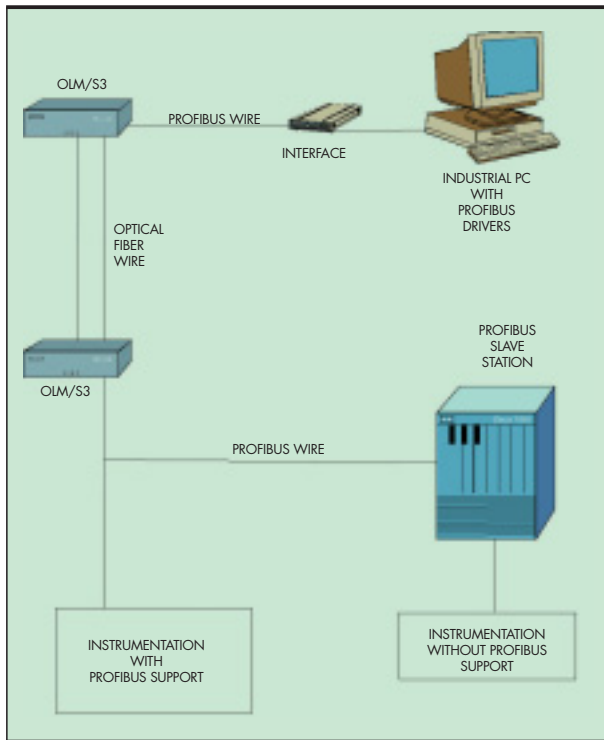 OLM/S3
PROFIBUS WIRE
INTERFACE
INDUSTRIAL PC
WITH
PROFIBUS
DRIVERS
OPTICAL
FIBER
WIRE
OLM/S3
PROFIBUS
SLAVE
STATION
PROFIBUS WIRE
INSTRUMENTATION
WITH
PROFIBUS SUPPORT
INSTRUMENTATION
WITHOUT PROFIBUS
SUPPORT